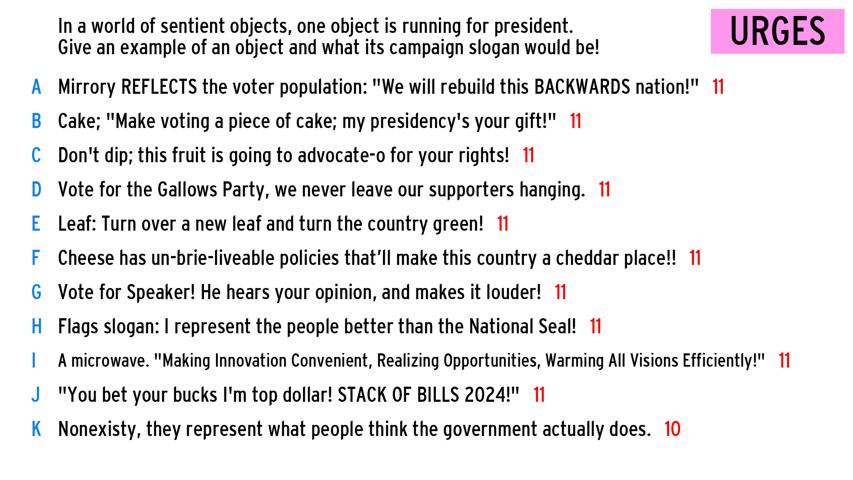 In a world of sentient objects, one object is running for president.
Give an example of an object and what its campaign slogan would be!
URGES
A Mirrory REFLECTS the voter population: "We will rebuild this BACKWARDS nation!" 11
B Cake; "Make voting a piece of cake; my presidency's your gift!" 11
C Don't dip; this fruit is going to advocate-o for your rights! 11
D Vote for the Gallows Party, we never leave our supporters hanging. 11
E Leaf: Turn over a new leaf and turn the country green! 11
F Cheese has un-brie-liveable policies that'll make this country a cheddar place!! 11
G Vote for Speaker! He hears your opinion, and makes it louder! 11
H Flags slogan: I represent the people better than the National Seal! 11
I A microwave. "Making Innovation Convenient, Realizing Opportunities, Warming All Visions Efficiently!" 11
J "You bet your bucks I'm top dollar! STACK OF BILLS 2024!" 11
K Nonexisty, they represent what people think the government actually does. 10